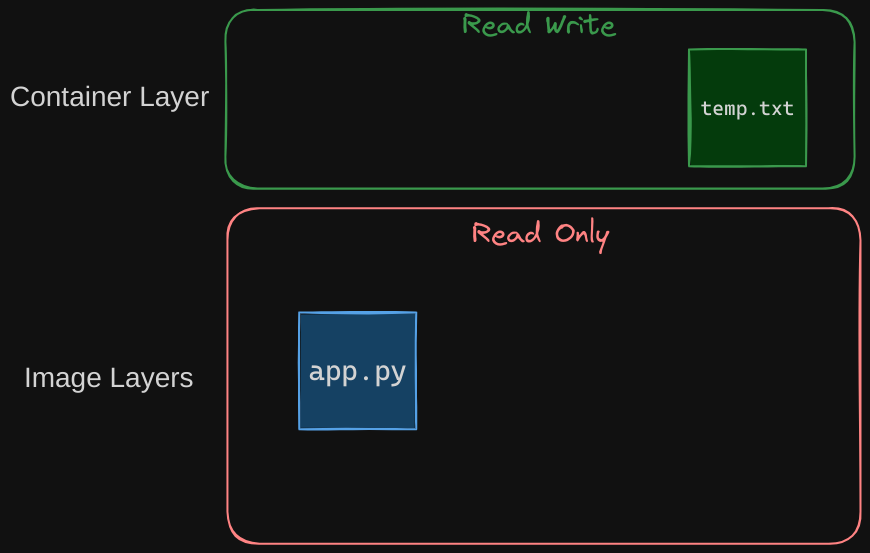 Read Write
Container Layer
temp.txt
Read Only
app.py
Image Layers